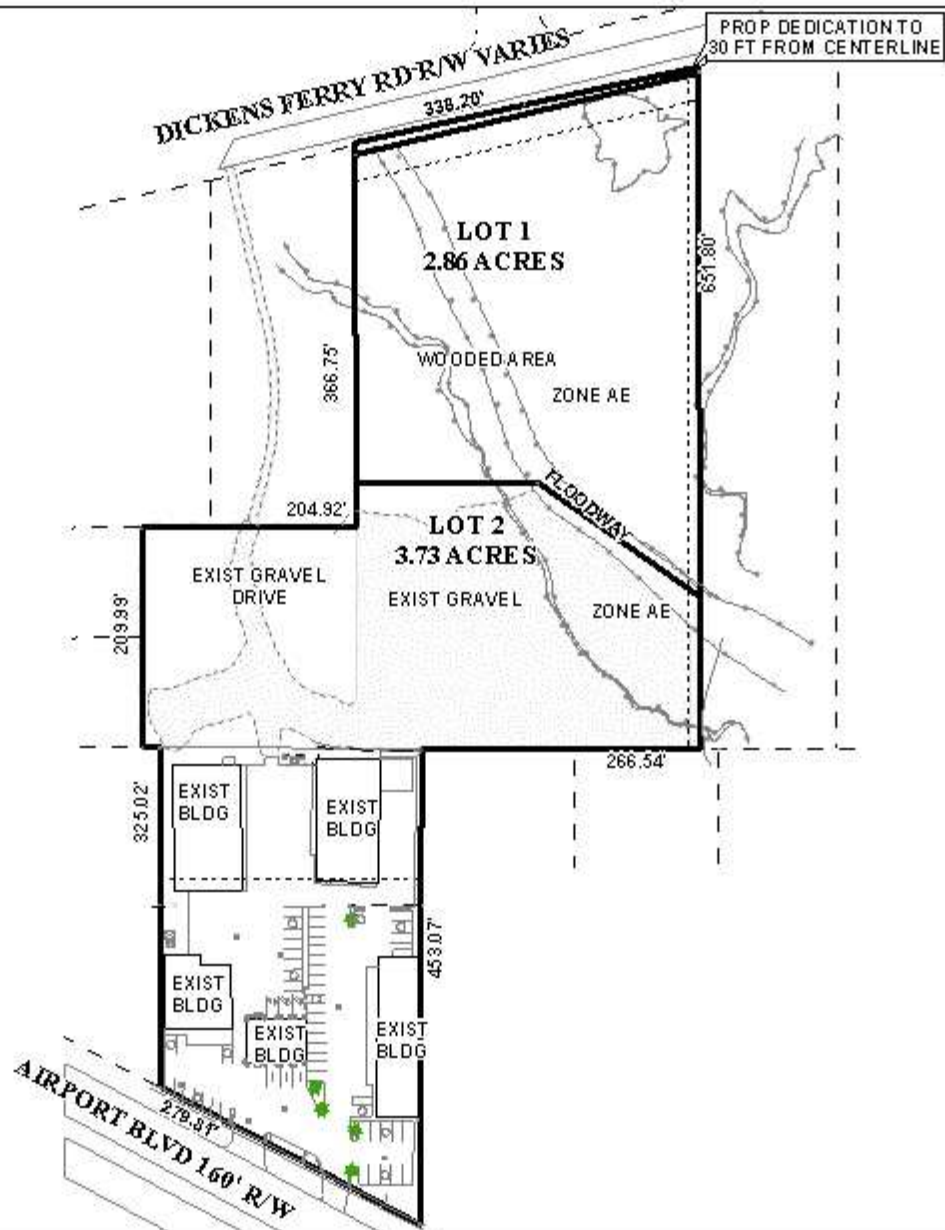 PROP DEDICATION TO
30 FT FROM CENTERLINE
DICKENS FERRY RD R/W VARIES
338.20'
LOT 1
2.86 ACRES
651.80'
366.75'
WOODED AREA
ZONE AE
FLOODWAY
204.92'
LOT 2
3.73 ACRES
EXIST GRAVEL
DRIVE
EXIST GRAVEL
ZONE AE
209.99'
266.54'
325.02'
EXIST
BLDG
EXIST
BLDG
453.07'
EXIST
BLDG
EXIST
BLDG
EXIST
BLDG
279.81'
AIRPORT BLVD 160' R/W